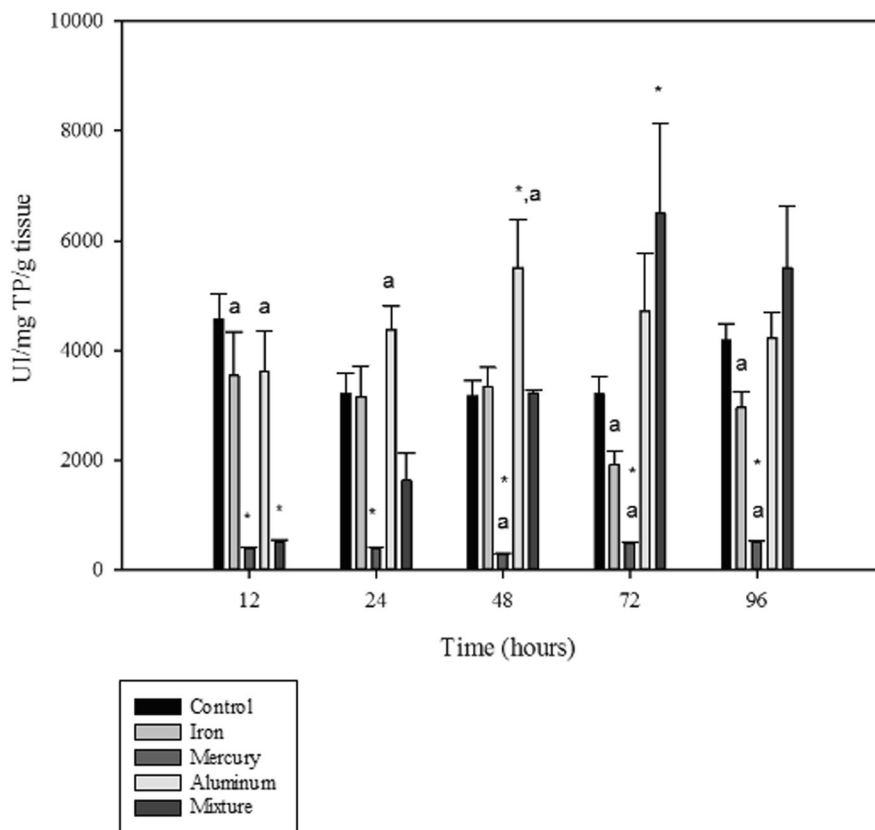 10000
8000
6000
4000
2000
0
UI/mg TP/g tissue
*
*,a
a
a
a
a
a
*
*
*
*
*
*
a
a
a
12
24
48
72
96
Time (hours)
Control
Iron
Mercury
Aluminum
Mixture